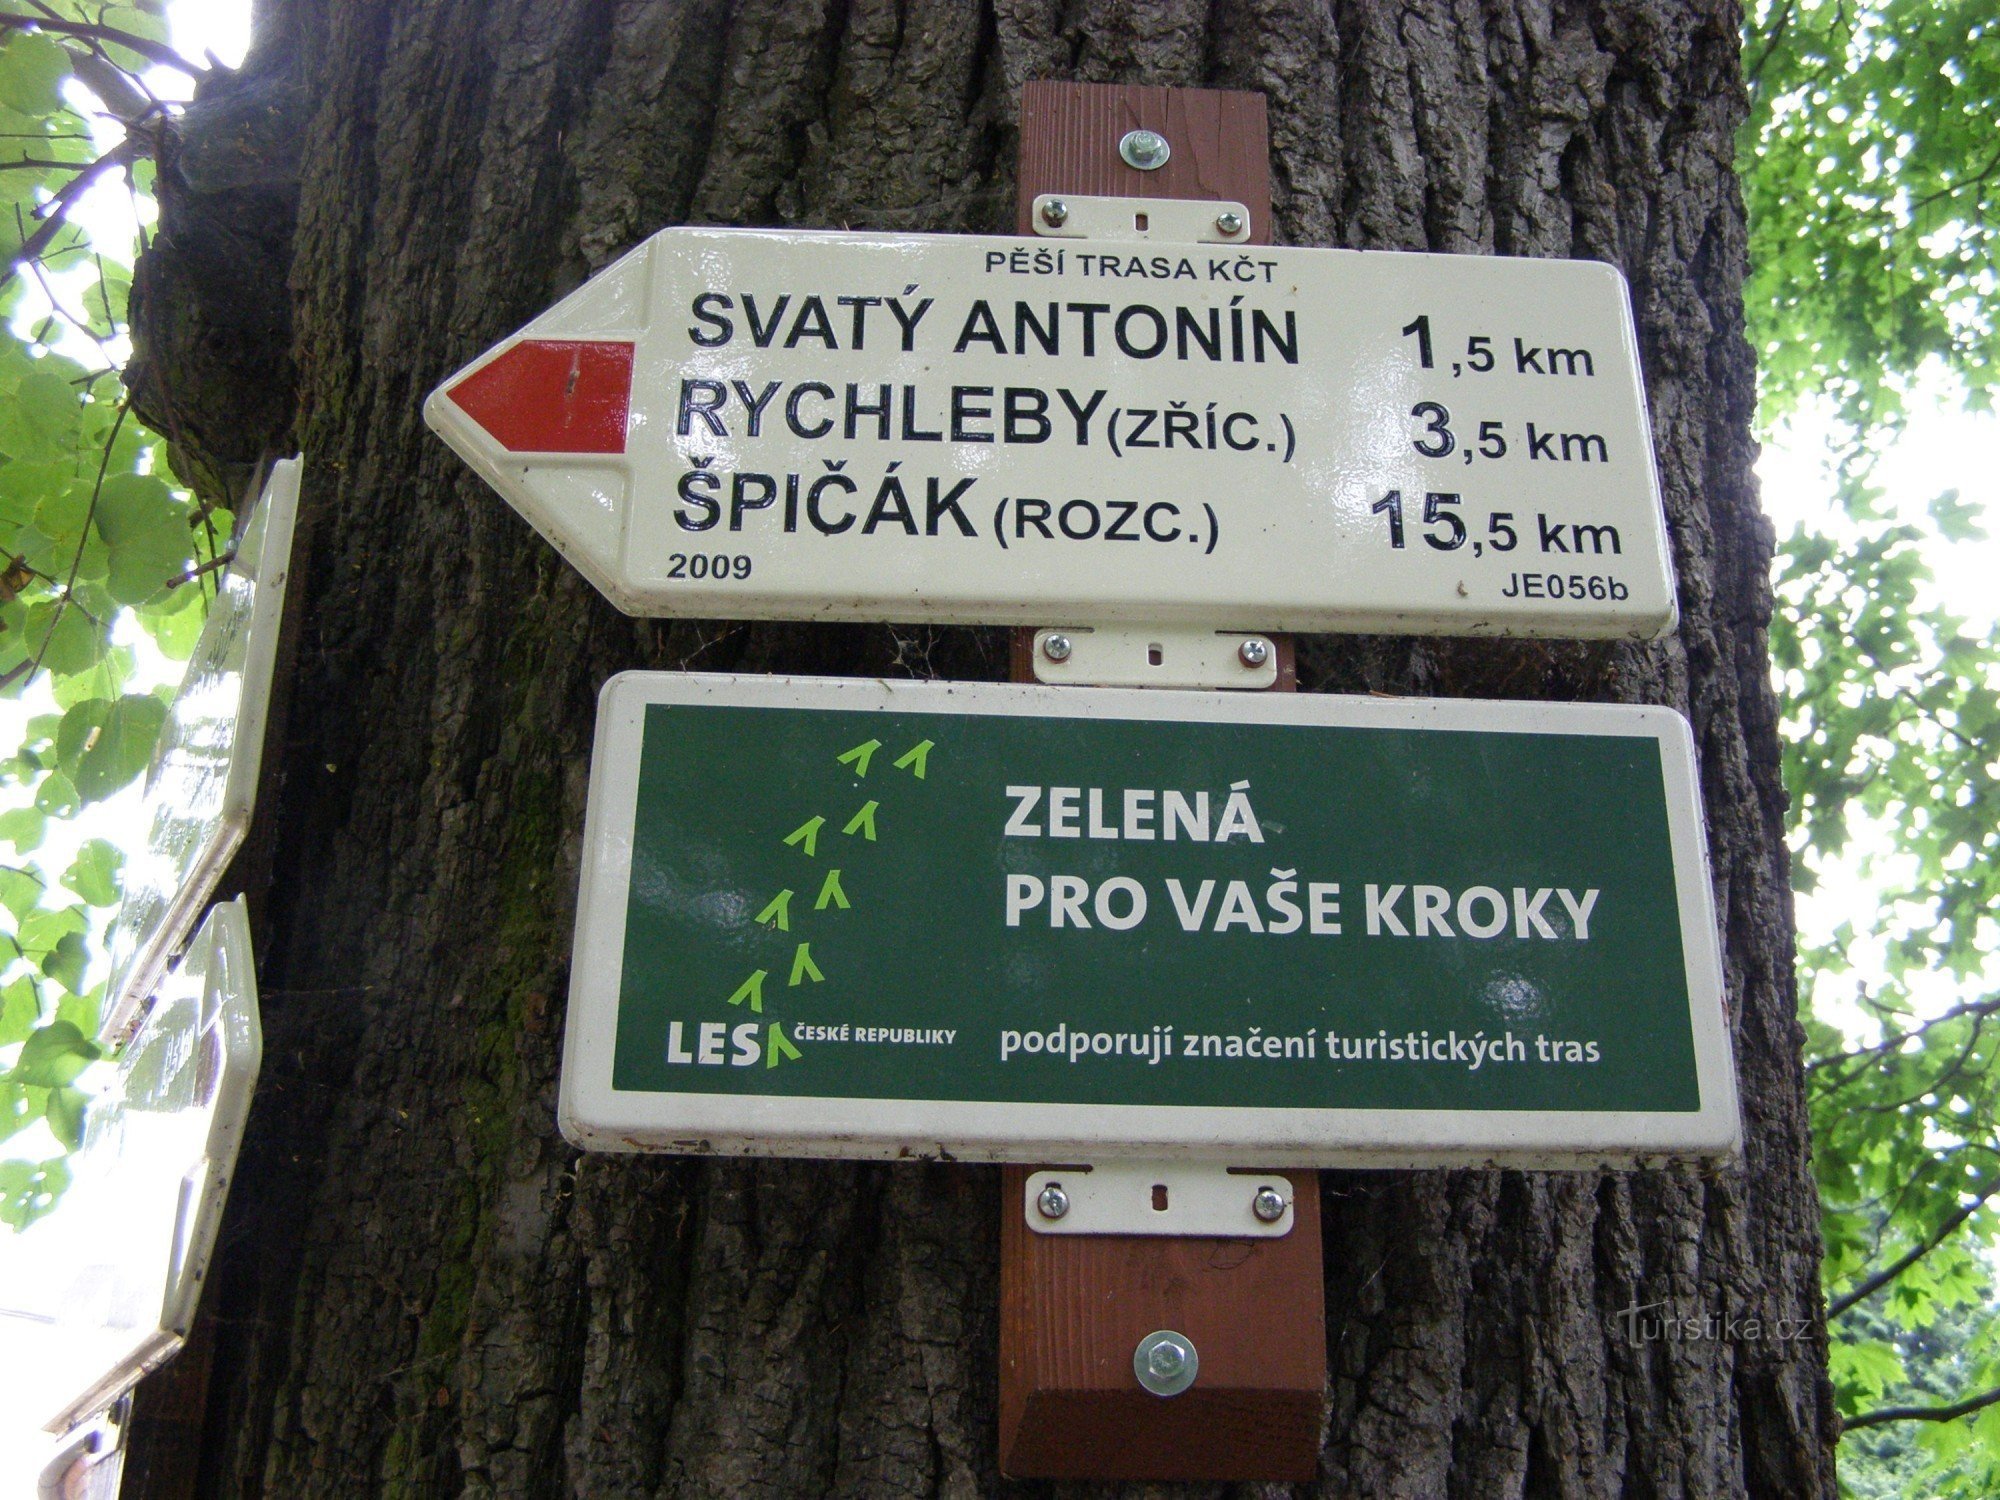 PĚŠÍ TRASA KČT
SVATÝ ANTONÍN 1,5 km
RYCHLEBY (ZŘÍC.) 3,5 km
ŠPIČÁK (ROZC.) 15,5 km
2009 JE056b
ZELENÁ
PRO VAŠE KROKY
LESY ČESKÉ REPUBLIKY podporují značení turistických tras
Turistika.cz